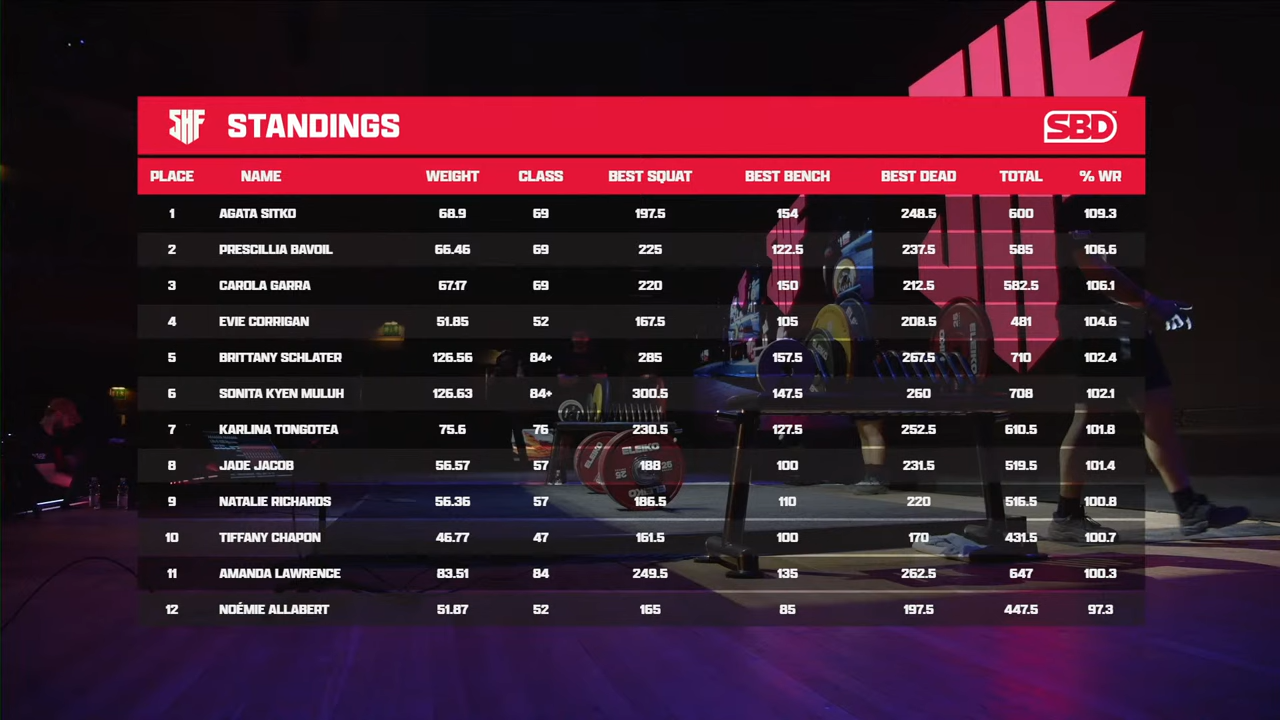 SHF STANDINGS SBD
PLACE NAME WEIGHT CLASS BEST SQUAT BEST BENCH BEST DEAD TOTAL % WR
1 AGATA SITKO 68.9 69 197.5 154 248.5 600 109.3
2 PRESCILLIA BAVOIL 66.46 69 225 122.5 237.5 585 106.6
3 CAROLA GARRA 67.17 69 220 150 212.5 582.5 106.1
4 EVIE CORRIGAN 51.85 52 167.5 105 208.5 481 104.6
5 BRITTANY SCHLATER 126.56 84+ 285 157.5 267.5 710 102.4
6 SONITA KYEN MULUH 126.63 84+ 300.5 147.5 260 708 102.1
7 KARLINA TONGOTEA 75.6 76 230.5 127.5 252.5 610.5 101.8
8 JADE JACOB 56.57 57 188 100 231.5 519.5 101.4
9 NATALIE RICHARDS 56.36 57 186.5 110 220 516.5 100.8
10 TIFFANY CHAPON 46.77 47 161.5 100 170 431.5 100.7
11 AMANDA LAWRENCE 83.51 84 249.5 135 262.5 647 100.3
12 NOÉMIE ALLABERT 51.87 52 165 85 197.5 447.5 97.3
ELEIKO
ELEIKO